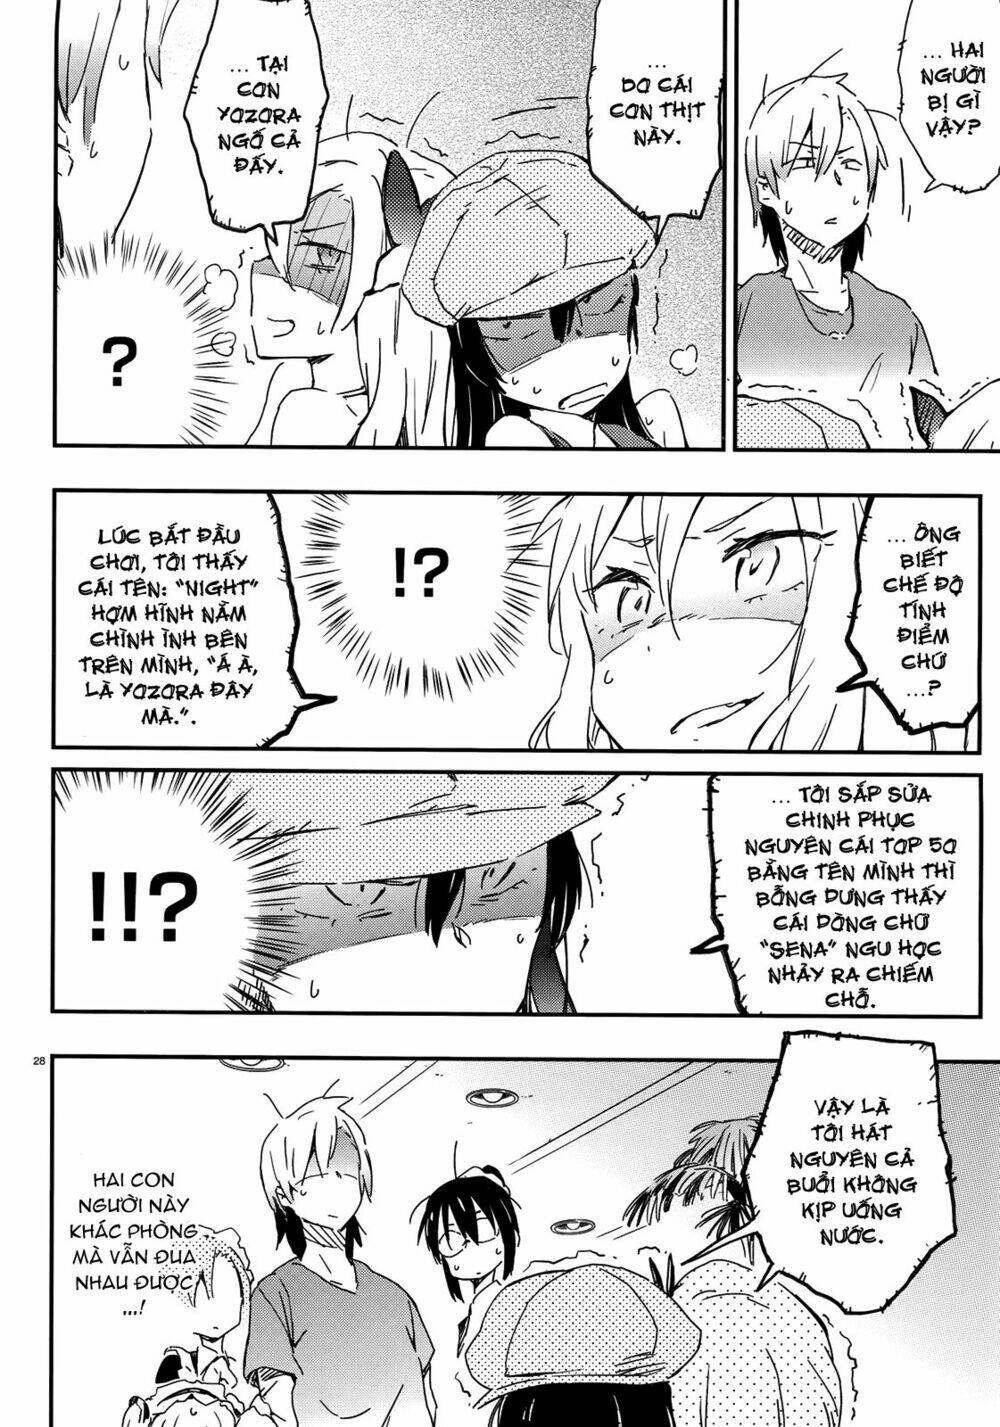 ... HAI
NGƯỜI
BỊ GÌ
VẬY?
DO CÁI
CON THỊT
NÀY.
... TẠI
CON
YOZORA
NGỐ CẢ
ĐẤY.
?
... ÔNG
BIẾT
CHẾ ĐỘ
TÍNH
ĐIỂM
CHỨ
...?
!?
LÚC BẮT ĐẦU
CHƠI, TÔI THẤY
CÁI TÊN: "NIGHT"
HỢM HĨNH NẰM
CHÌNH ÌNH BÊN
TRÊN MÌNH, "Á À,
LÀ YOZORA ĐÂY
MÀ.".
... TÔI SẮP SỬA
CHINH PHỤC
NGUYÊN CÁI TOP 50
BẰNG TÊN MÌNH THÌ
BỖNG DƯNG THẤY
CÁI DÒNG CHỮ
"SENA" NGU HỌC
NHẢY RA CHIẾM
CHỖ.
!!?
28
VẬY LÀ
TÔI HÁT
NGUYÊN CẢ
BUỔI KHÔNG
KỊP UỐNG
NƯỚC.
HAI CON
NGƯỜI NÀY
KHÁC PHÒNG
MÀ VẪN ĐUA
NHAU ĐƯỢC
...!